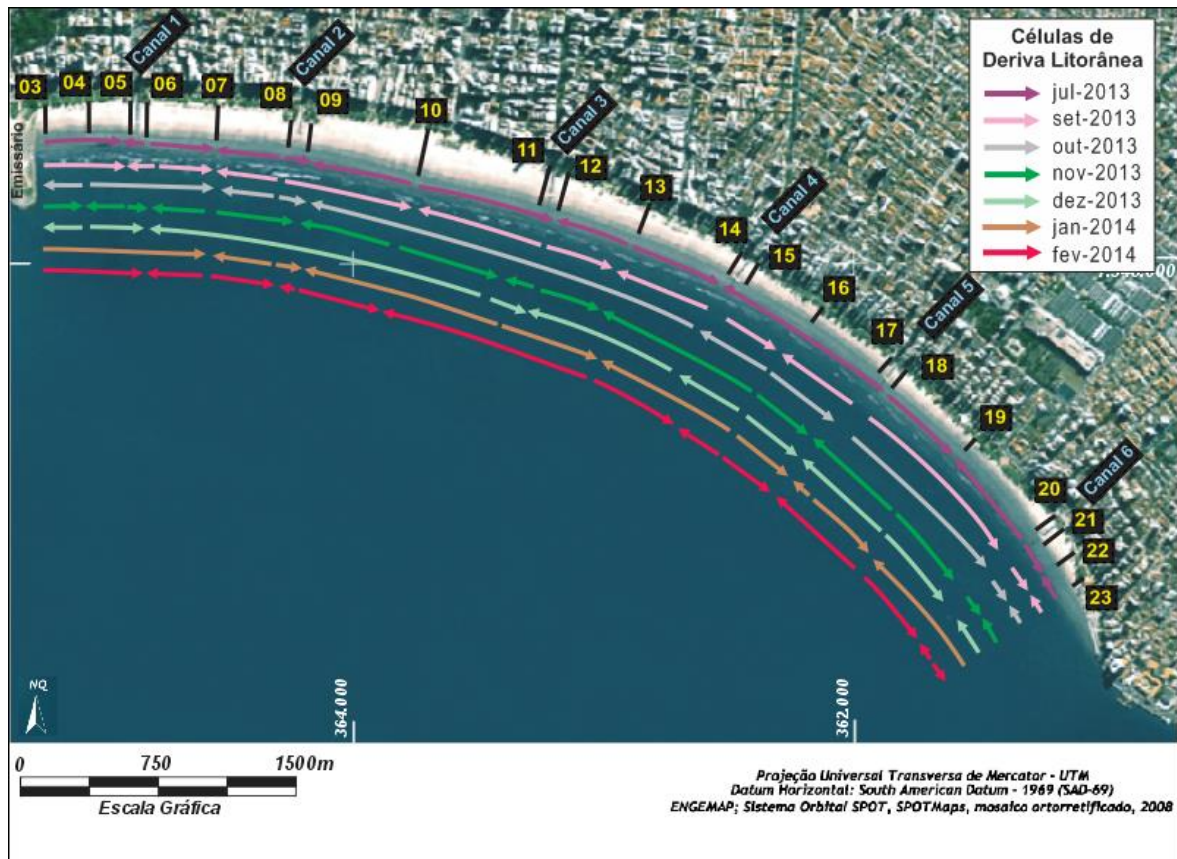 Células de
Deriva Litorânea
jul-2013
set-2013
out-2013
nov-2013
dez-2013
jan-2014
fev-2014
Canal 1
Canal 2
Canal 3
Canal 4
Canal 5
Canal 6
03
04
05
06
07
08
09
10
11
12
13
14
15
16
17
18
19
20
21
22
23
Emissário
NQ
364.000
362.000
0 750 1500m
Escala Gráfica
Projeção Universal Transversa de Mercator - UTM
Datum Horizontal: South American Datum - 1969 (SAD-69)
ENGEMAP; Sistema Orbital SPOT, SPOTMaps, mosaico ortorretificado, 2008